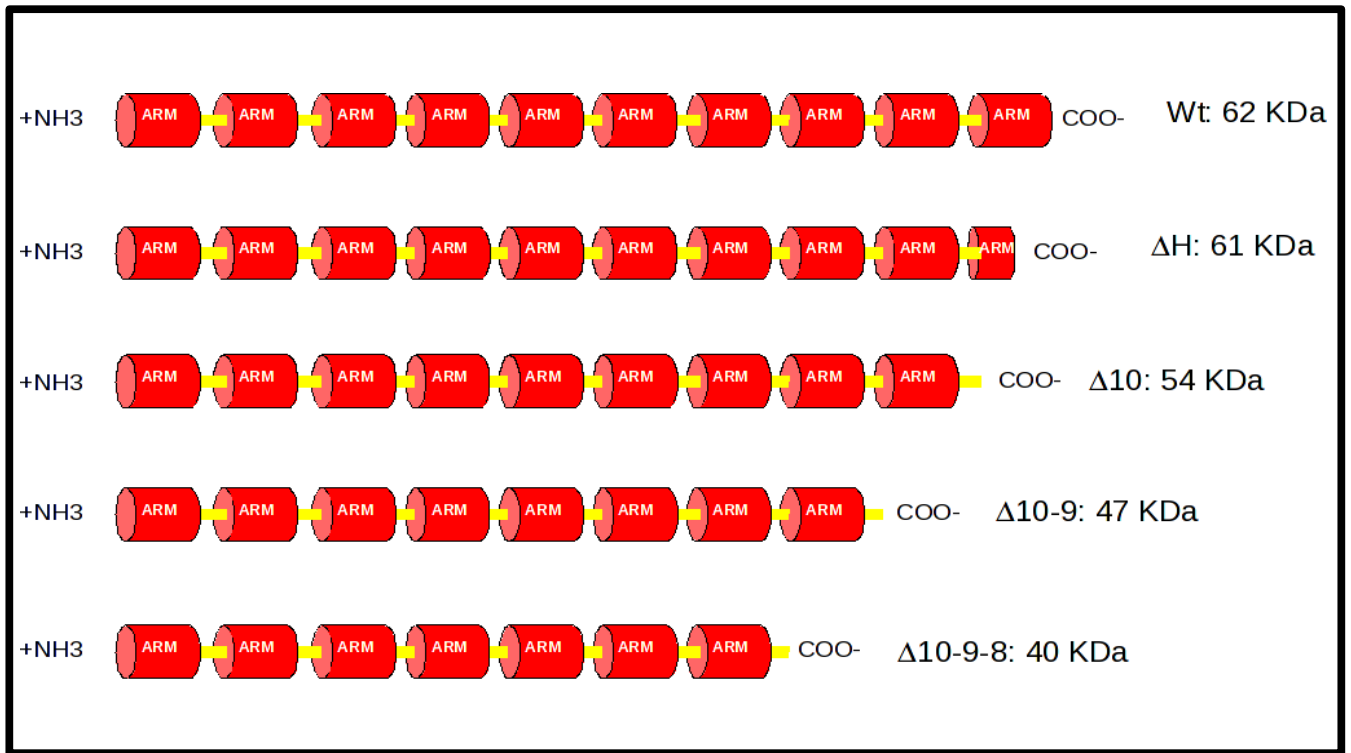 +NH3 ARM ARM ARM ARM ARM ARM ARM ARM ARM ARM COO- Wt: 62 KDa
+NH3 ARM ARM ARM ARM ARM ARM ARM ARM ARM ARM COO- ΔH: 61 KDa
+NH3 ARM ARM ARM ARM ARM ARM ARM ARM ARM COO- Δ10: 54 KDa
+NH3 ARM ARM ARM ARM ARM ARM ARM ARM COO- Δ10-9: 47 KDa
+NH3 ARM ARM ARM ARM ARM ARM ARM COO- Δ10-9-8: 40 KDa